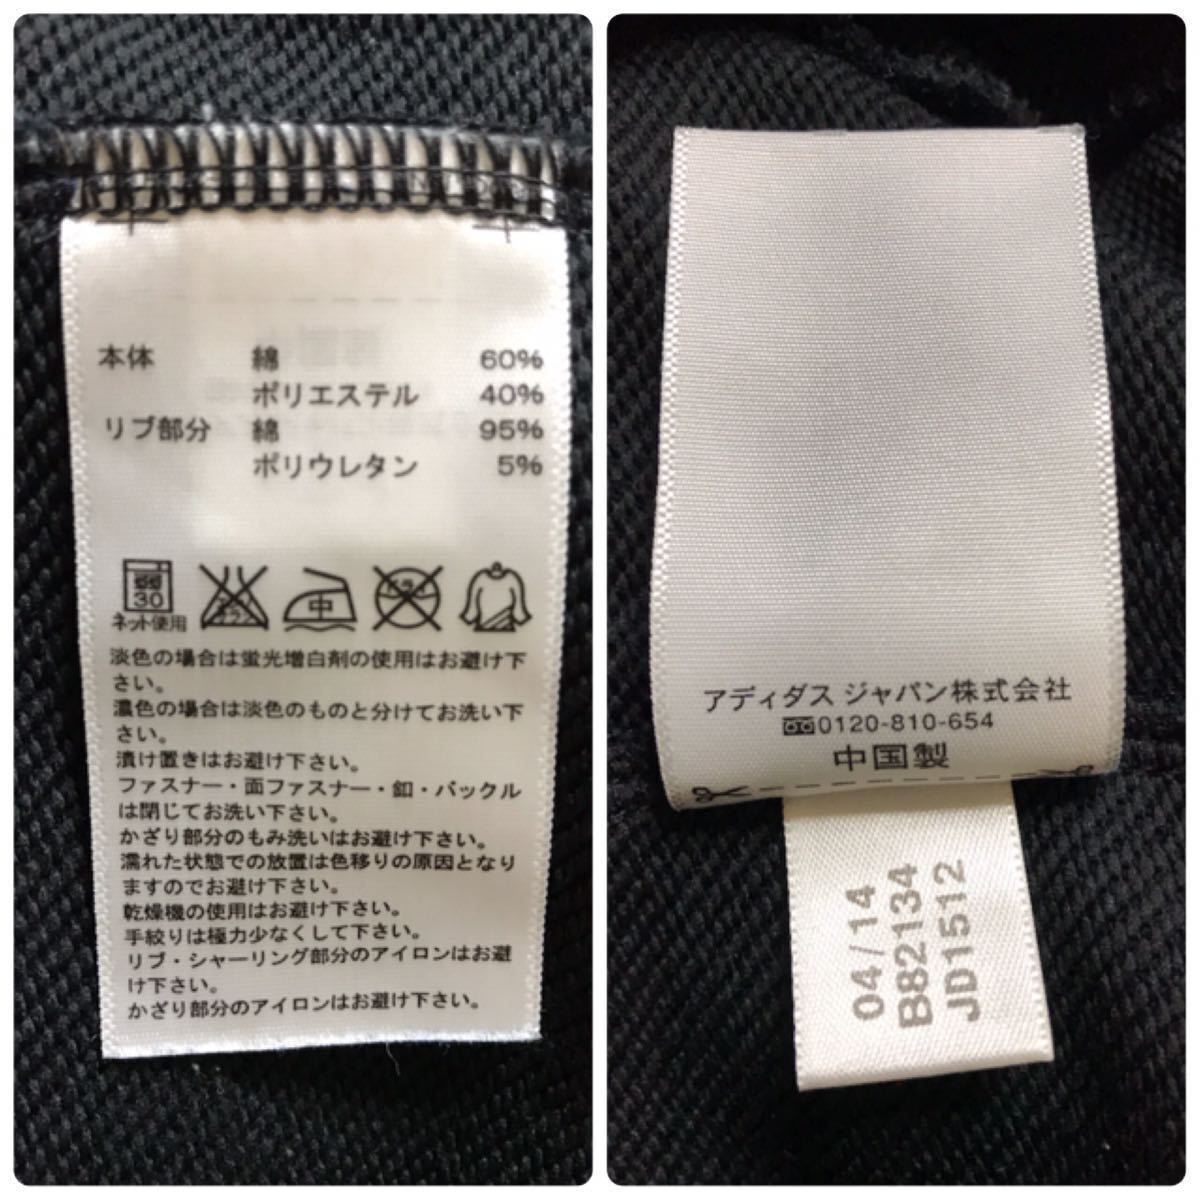 本体 綿 60%
ポリエステル 40%
リブ部分 綿 95%
ポリウレタン 5%
30 中
ネット使用
淡色の場合は蛍光増白剤の使用はお避け下
さい。
濃色の場合は淡色のものと分けてお洗い下
さい。
漬け置きはお避け下さい。
ファスナー・面ファスナー・釦・バックル
は閉じてお洗い下さい。
かざり部分のもみ洗いはお避け下さい。
濡れた状態での放置は色移りの原因となり
ますのでお避け下さい。
乾燥機の使用はお避け下さい。
手絞りは極力少なくして下さい。
リブ・シャーリング部分のアイロンはお避
け下さい。
かざり部分のアイロンはお避け下さい。
アディダス ジャパン株式会社
0120-810-654
中国製
04/14
B82134
JD1512